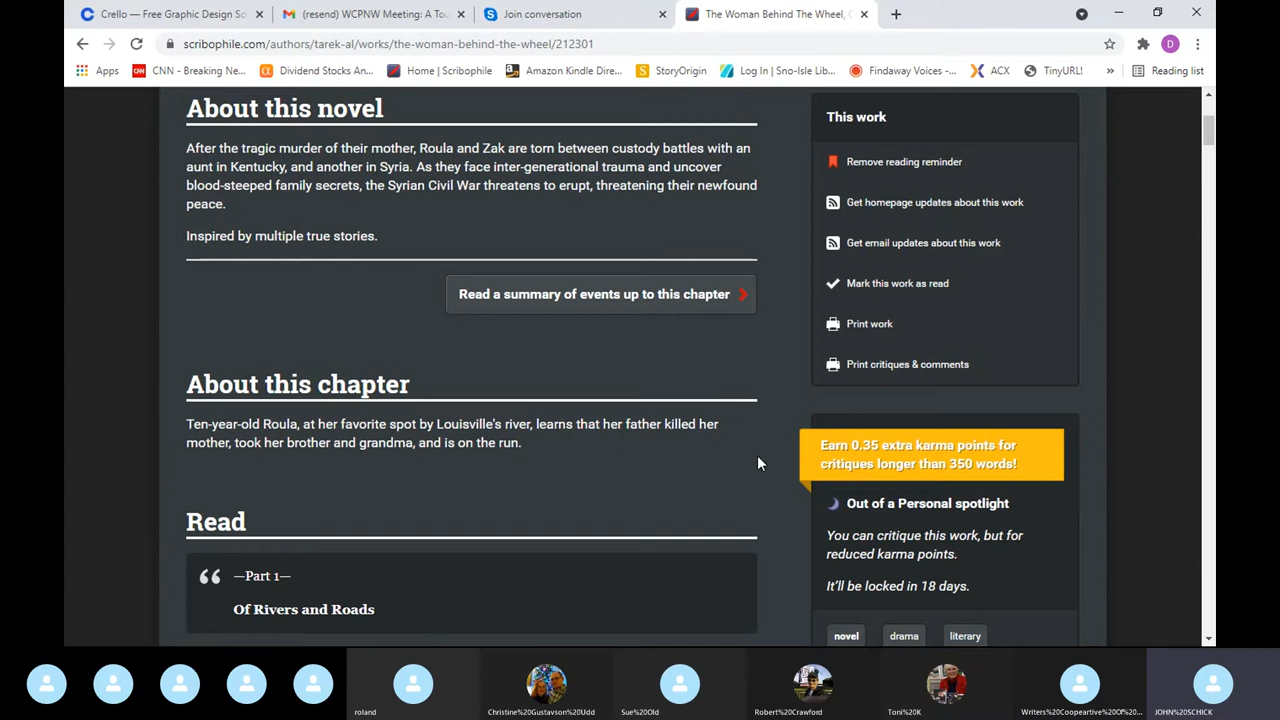 Crello — Free Graphic Design So
(resend) WCPNW Meeting: A Tou
Join conversation
The Woman Behind The Wheel, C
scribophile.com/authors/tarek-al/works/the-woman-behind-the-wheel/212301
D
Apps
CNN - Breaking Ne...
Dividend Stocks An...
Home | Scribophile
Amazon Kindle Dire...
StoryOrigin
Log In | Sno-Isle Lib...
Findaway Voices -...
ACX
TinyURL!
Reading list
About this novel
After the tragic murder of their mother, Roula and Zak are torn between custody battles with an
aunt in Kentucky, and another in Syria. As they face inter-generational trauma and uncover
blood-steeped family secrets, the Syrian Civil War threatens to erupt, threatening their newfound
peace.
Inspired by multiple true stories.
Read a summary of events up to this chapter
About this chapter
Ten-year-old Roula, at her favorite spot by Louisville's river, learns that her father killed her
mother, took her brother and grandma, and is on the run.
Read
—Part 1—
Of Rivers and Roads
This work
Remove reading reminder
Get homepage updates about this work
Get email updates about this work
Mark this work as read
Print work
Print critiques & comments
Earn 0.35 extra karma points for
critiques longer than 350 words!
Out of a Personal spotlight
You can critique this work, but for
reduced karma points.
It'll be locked in 18 days.
novel
drama
literary
roland
Christine%20Gustavson%20Udd
Sue%20Old
Robert%20Crawford
Toni%20K
Writers%20Coopeartive%20Of%20...
JOHN%20SCHICK